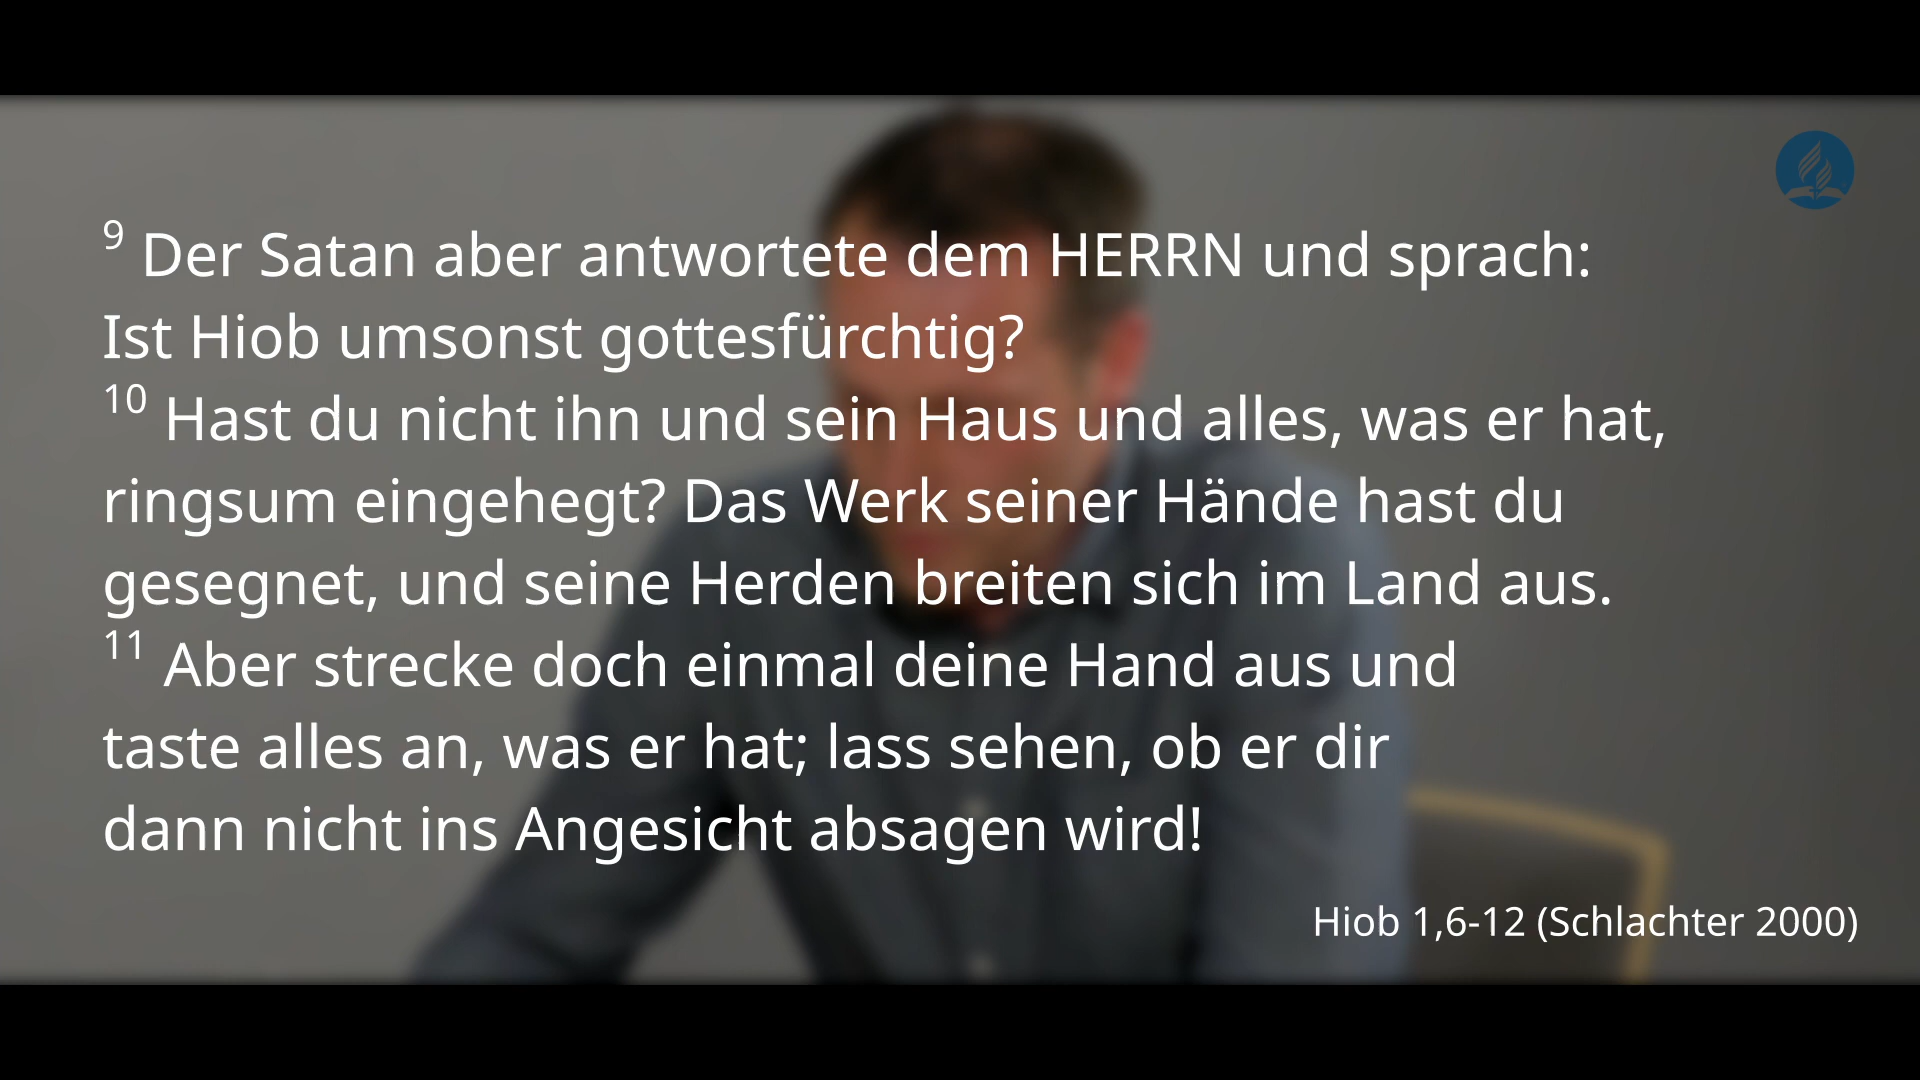 9 Der Satan aber antwortete dem HERRN und sprach:
Ist Hiob umsonst gottesfürchtig?
10 Hast du nicht ihn und sein Haus und alles, was er hat,
ringsum eingehegt? Das Werk seiner Hände hast du
gesegnet, und seine Herden breiten sich im Land aus.
11 Aber strecke doch einmal deine Hand aus und
taste alles an, was er hat; lass sehen, ob er dir
dann nicht ins Angesicht absagen wird!
Hiob 1,6-12 (Schlachter 2000)